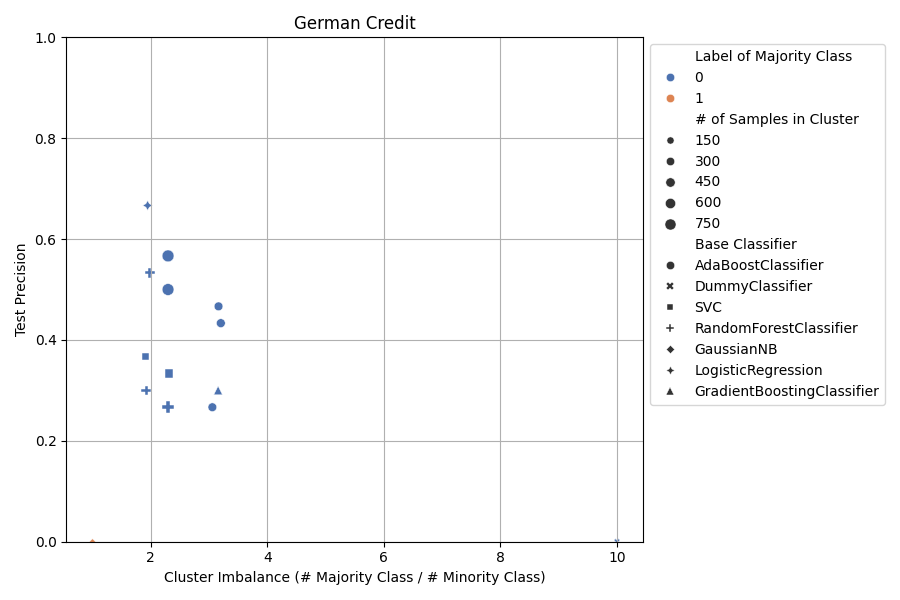 German Credit
Test Precision
1.0
0.8
0.6
0.4
0.2
0.0
2
4
6
8
10
Cluster Imbalance (# Majority Class / # Minority Class)
Label of Majority Class
0
1
# of Samples in Cluster
150
300
450
600
750
Base Classifier
AdaBoostClassifier
DummyClassifier
SVC
RandomForestClassifier
GaussianNB
LogisticRegression
GradientBoostingClassifier